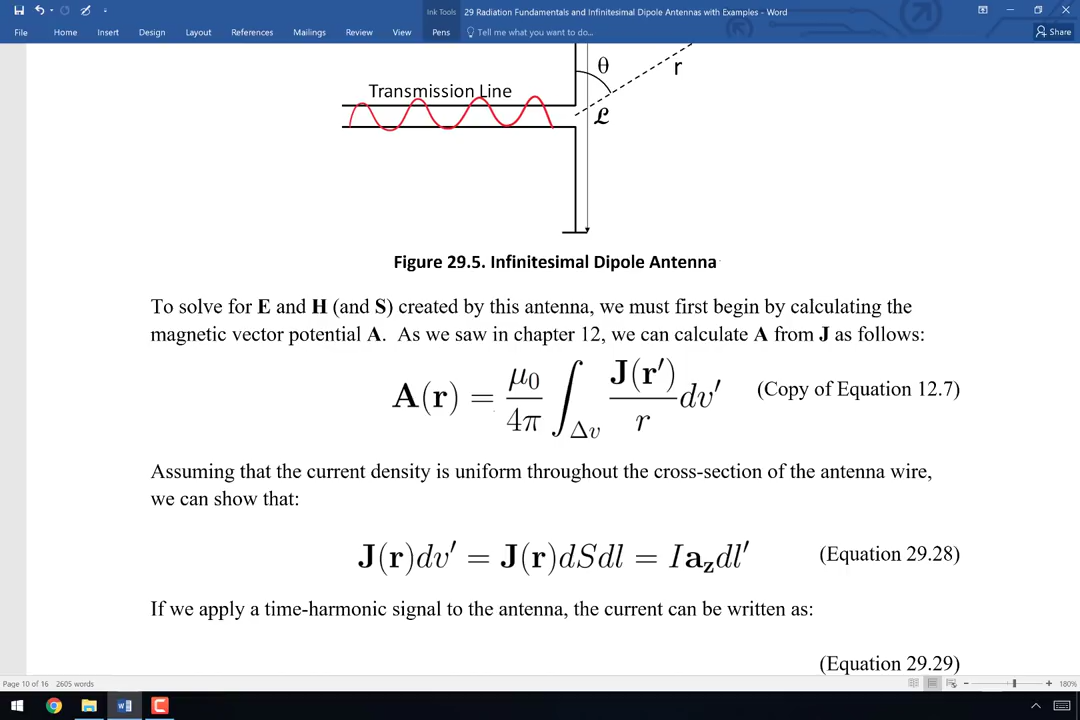 Ink Tools
29 Radiation Fundamentals and Infinitesimal Dipole Antennas with Examples - Word
File Home Insert Design Layout References Mailings Review View Pens Tell me what you want to do... Share
θ
r
Transmission Line
ℒ
Figure 29.5. Infinitesimal Dipole Antenna
To solve for E and H (and S) created by this antenna, we must first begin by calculating the
magnetic vector potential A. As we saw in chapter 12, we can calculate A from J as follows:
A(r) = μ₀/4π ∫_Δv J(r′)/r dv′ (Copy of Equation 12.7)
Assuming that the current density is uniform throughout the cross-section of the antenna wire,
we can show that:
J(r)dv′ = J(r)dSdl = Ia_z dl′ (Equation 29.28)
If we apply a time-harmonic signal to the antenna, the current can be written as:
(Equation 29.29)
Page 10 of 16 2605 words
180%